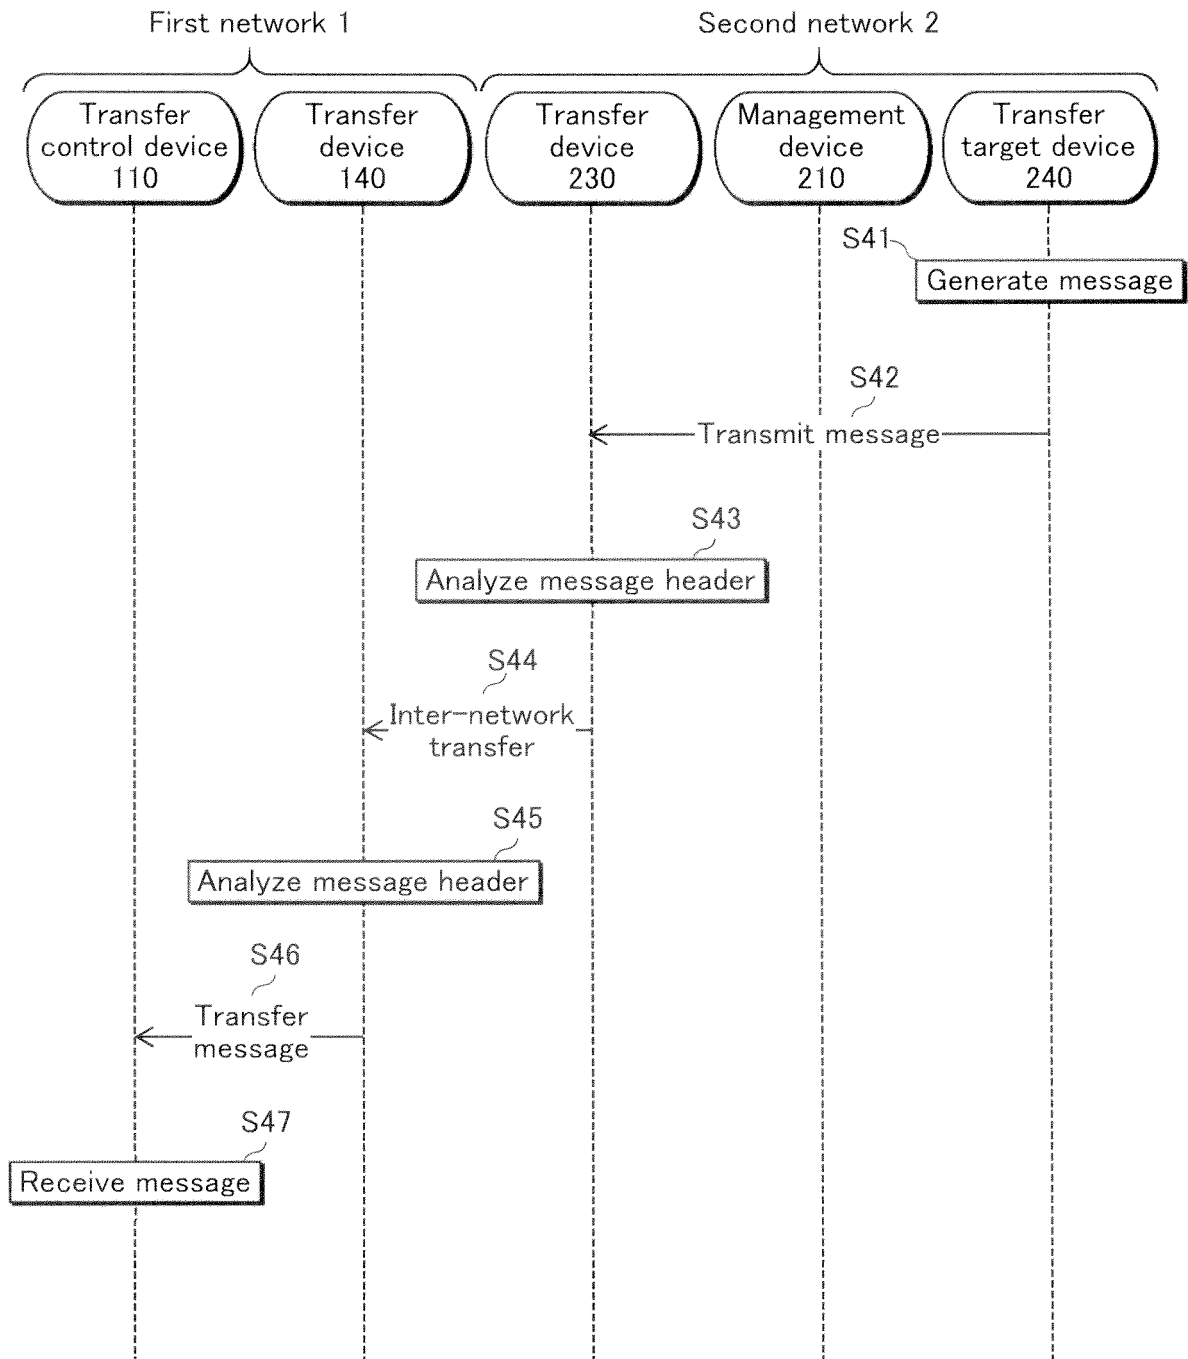 First network 1
Second network 2
Transfer
control device
110
Transfer
device
140
Transfer
device
230
Management
device
210
Transfer
target device
240
S41
Generate message
S42
Transmit message
S43
Analyze message header
S44
Inter-network
transfer
S45
Analyze message header
S46
Transfer
message
S47
Receive message